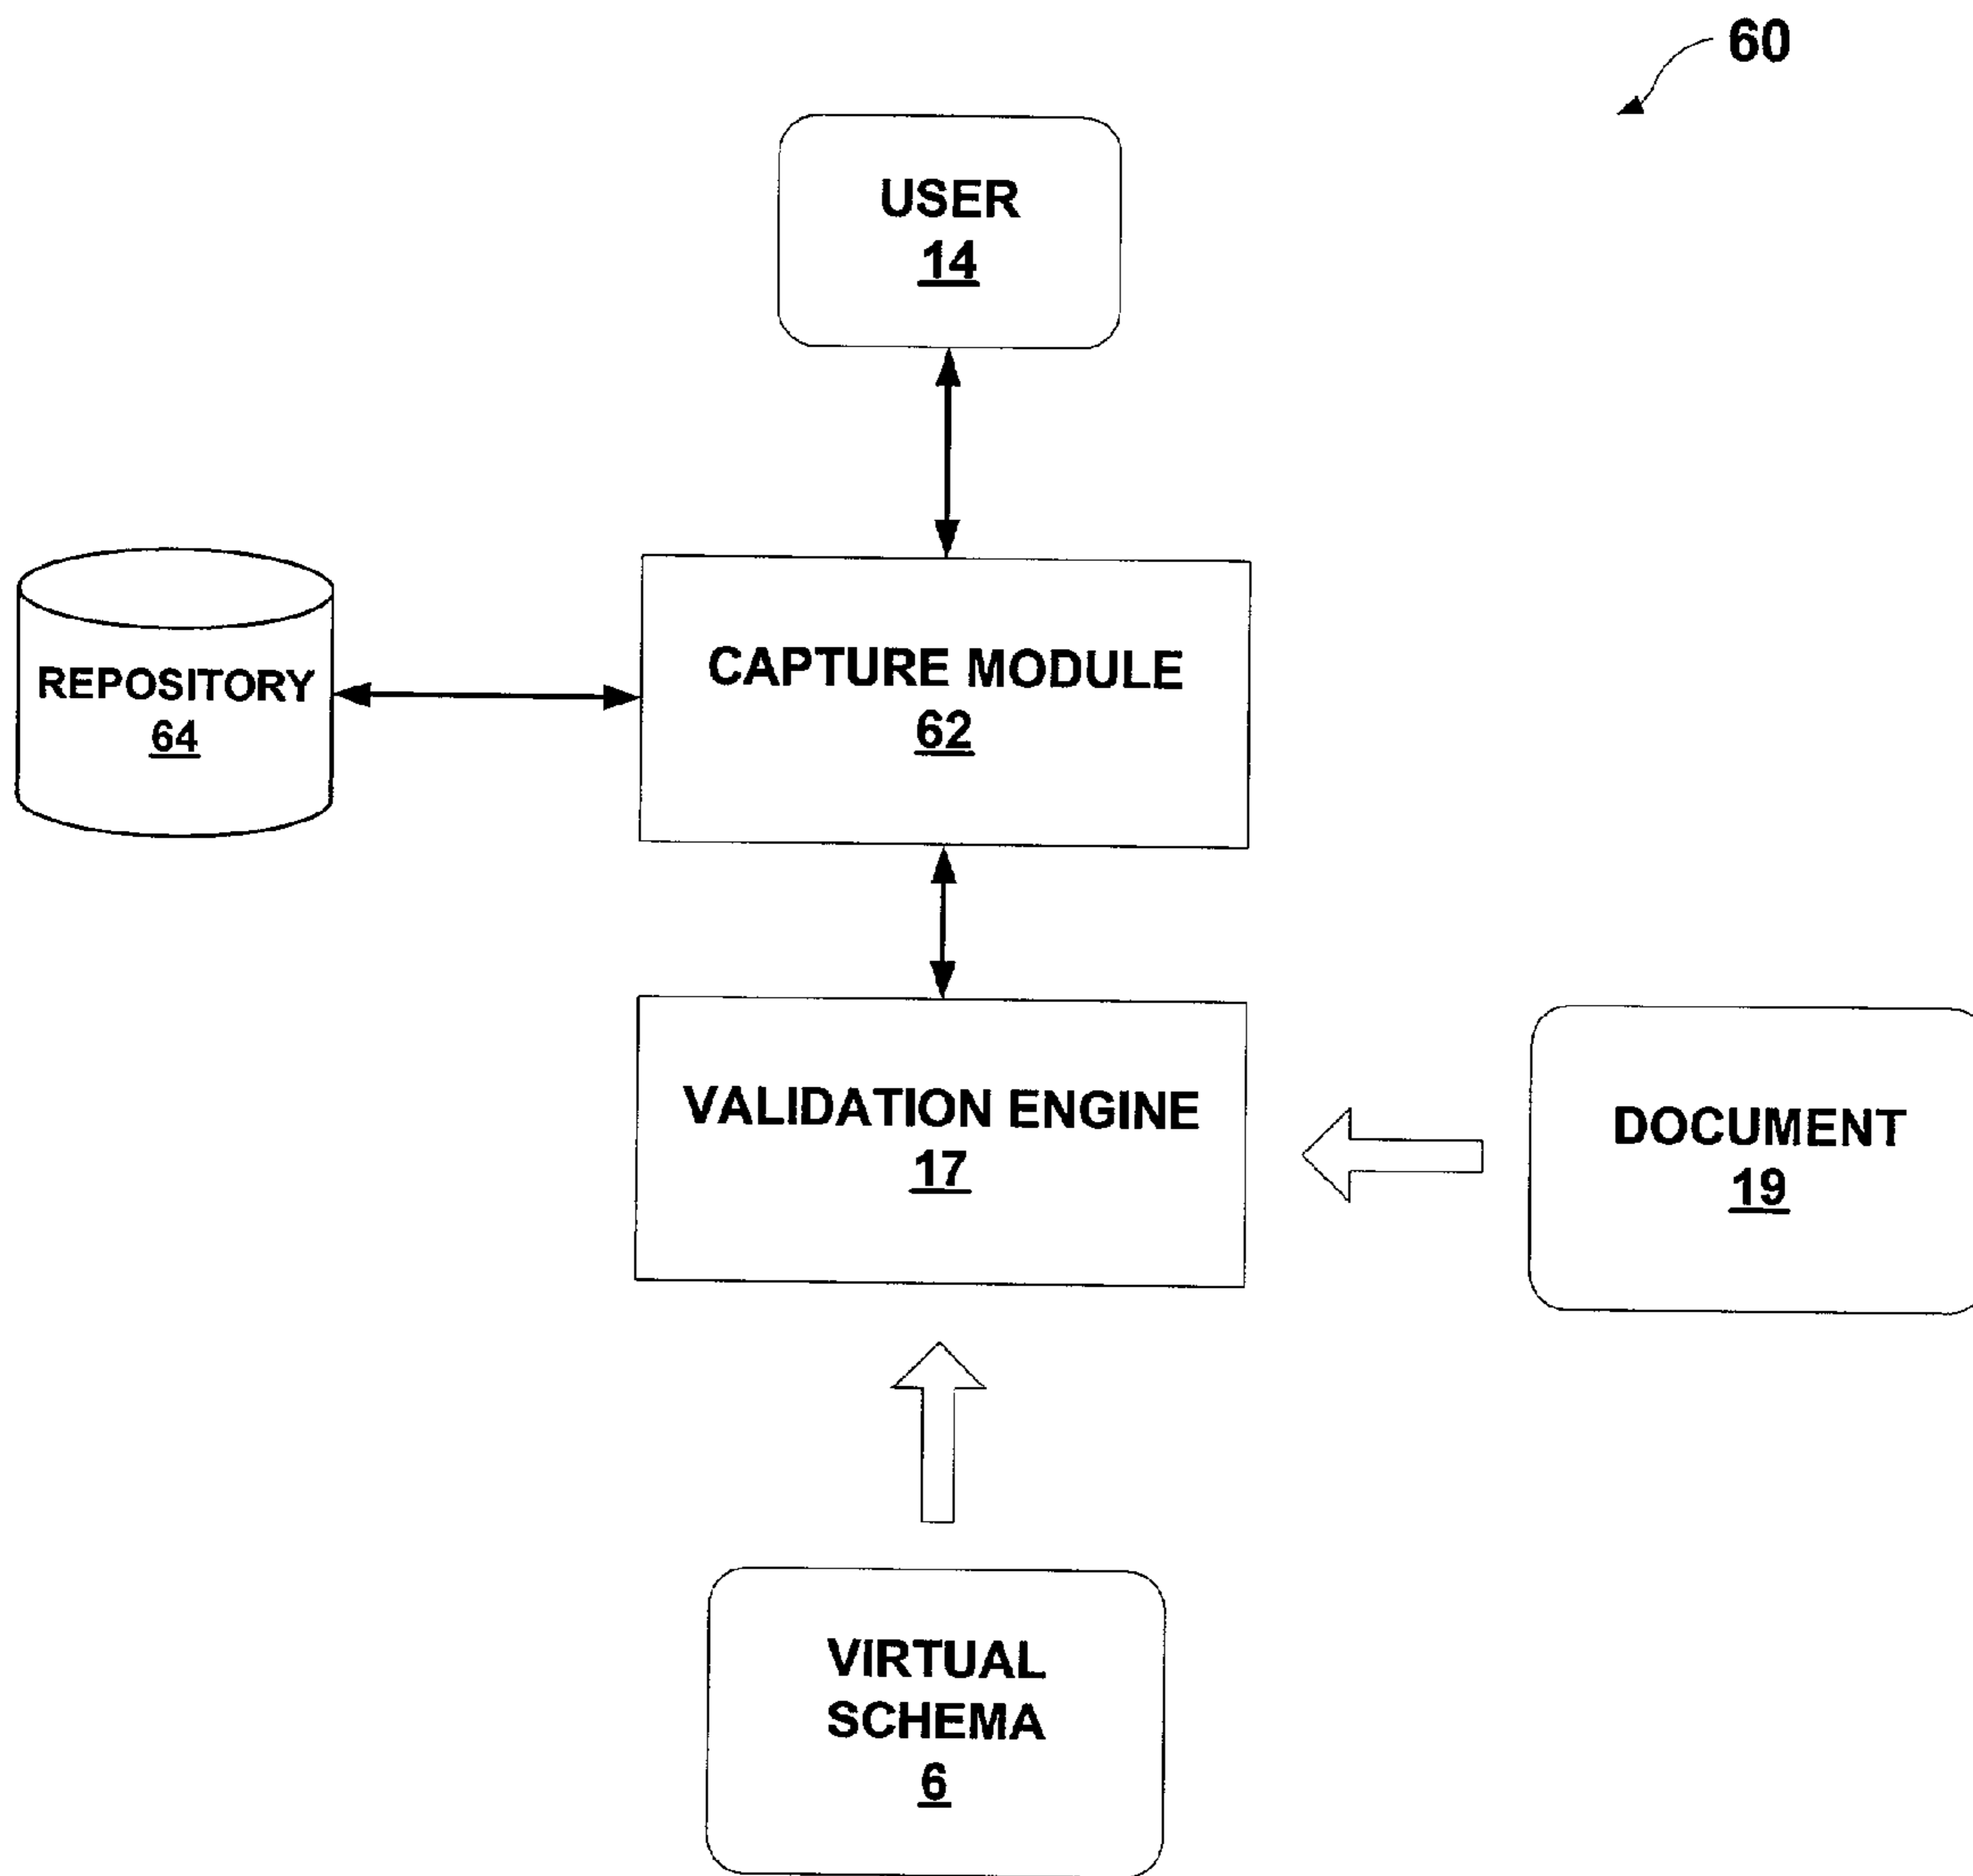 60
USER
14
CAPTURE MODULE
62
REPOSITORY
64
VALIDATION ENGINE
17
DOCUMENT
19
VIRTUAL
SCHEMA
6